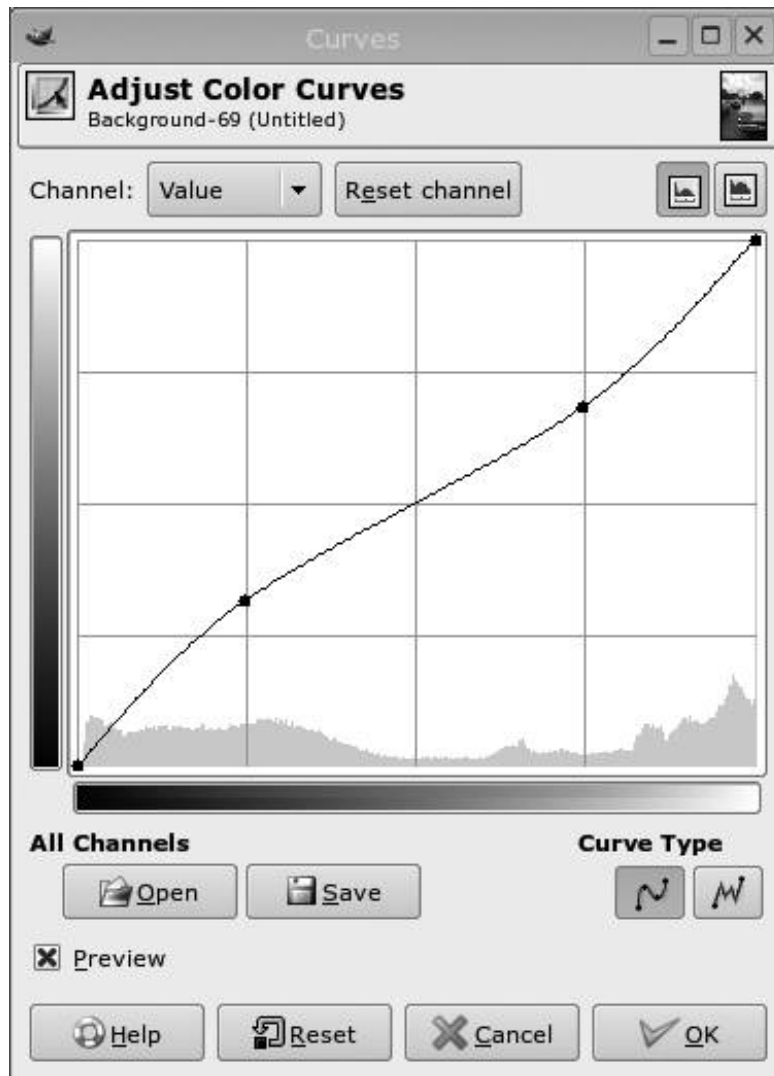 Curves
Adjust Color Curves
Background-69 (Untitled)
Channel: Value Reset channel
All Channels Curve Type
Open Save
Preview
Help Reset Cancel OK